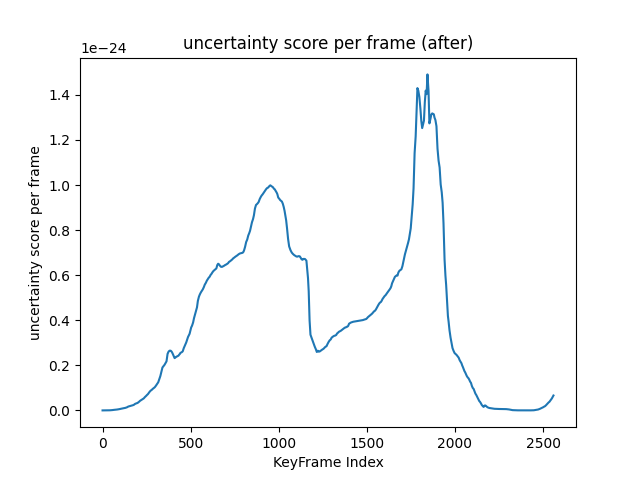 uncertainty score per frame (after)
1e−24
uncertainty score per frame
1.4
1.2
1.0
0.8
0.6
0.4
0.2
0.0
0 500 1000 1500 2000 2500
KeyFrame Index